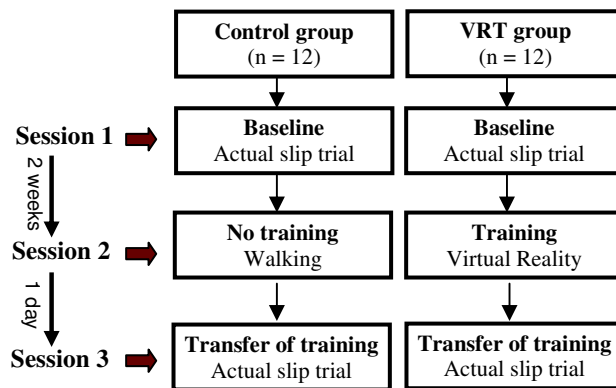 Control group
(n = 12)
VRT group
(n = 12)
Session 1
Baseline
Actual slip trial
Baseline
Actual slip trial
2 weeks
Session 2
No training
Walking
Training
Virtual Reality
1 day
Session 3
Transfer of training
Actual slip trial
Transfer of training
Actual slip trial